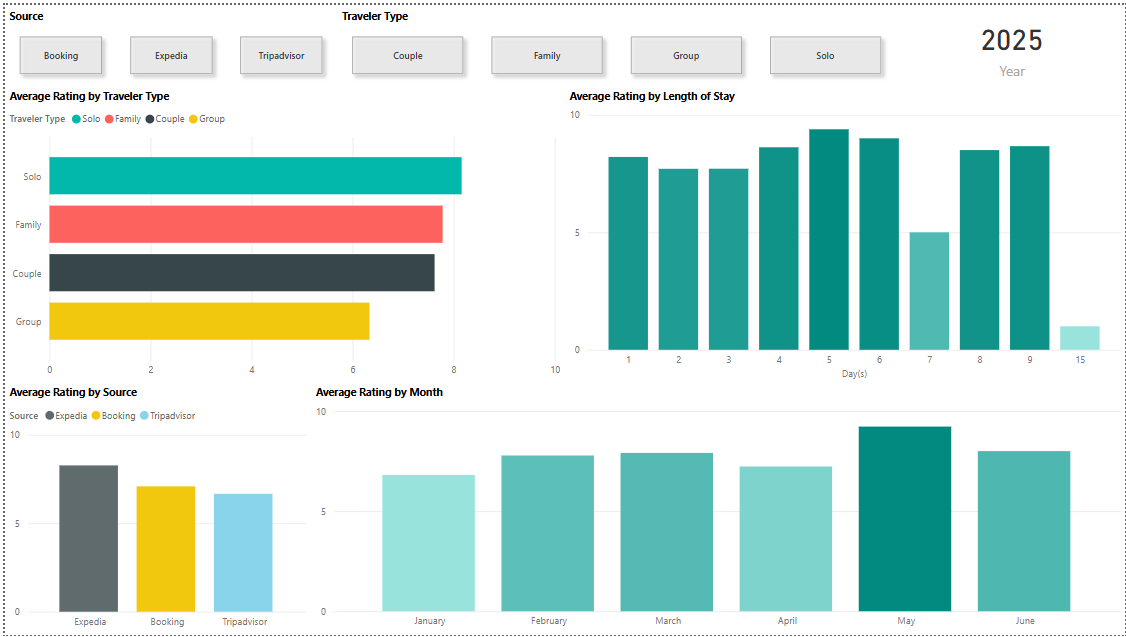 Source
Traveler Type
Booking
Expedia
Tripadvisor
Couple
Family
Group
Solo
2025
Year
Average Rating by Traveler Type
Traveler Type Solo Family Couple Group
Solo
Family
Couple
Group
0 2 4 6 8 10
Average Rating by Length of Stay
10
5
0
1 2 3 4 5 6 7 8 9 15
Day(s)
Average Rating by Source
Source Expedia Booking Tripadvisor
10
5
0
Expedia Booking Tripadvisor
Average Rating by Month
10
5
0
January February March April May June